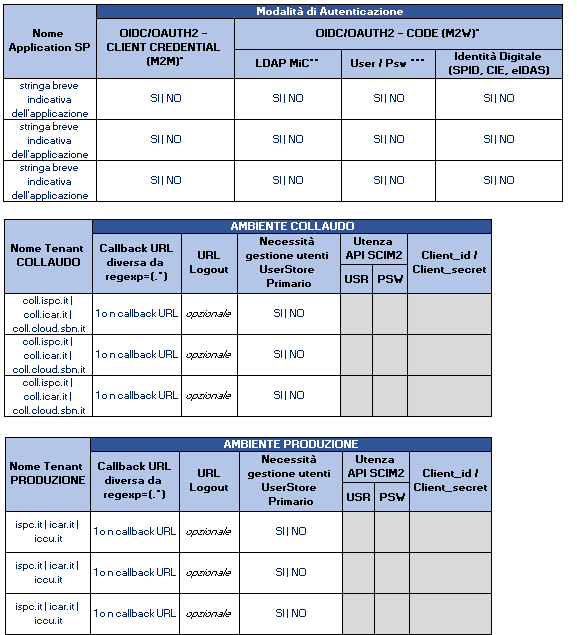 Modalità di Autenticazione
Nome
Application SP
OIDC/OAUTH2 -
CLIENT CREDENTIAL
(M2M)*
OIDC/OAUTH2 - CODE (M2W)*
LDAP MiC**
User / Psw ***
Identità Digitale
(SPID, CIE, eIDAS)
stringa breve
indicativa
dell'applicazione
SI | NO
SI | NO
SI | NO
SI | NO
stringa breve
indicativa
dell'applicazione
SI | NO
SI | NO
SI | NO
SI | NO
stringa breve
indicativa
dell'applicazione
SI | NO
SI | NO
SI | NO
SI | NO
AMBIENTE COLLAUDO
Nome Tenant
COLLAUDO
Callback URL
diversa da
regexp=(.*)
URL
Logout
Necessità
gestione utenti
UserStore
Primario
Utenza
API SCIM2
USR
PSW
Client_id /
Client_secret
coll.ispc.it |
coll.icar.it |
coll.cloud.sbn.it
1 o n callback URL
opzionale
SI | NO
coll.ispc.it |
coll.icar.it |
coll.cloud.sbn.it
1 o n callback URL
opzionale
SI | NO
coll.ispc.it |
coll.icar.it |
coll.cloud.sbn.it
1 o n callback URL
opzionale
SI | NO
AMBIENTE PRODUZIONE
Nome Tenant
PRODUZIONE
Callback URL
diversa da
regexp=(.*)
URL
Logout
Necessità
gestione utenti
UserStore
Primario
Utenza
API SCIM2
USR
PSW
Client_id /
Client_secret
ispc.it | icar.it |
iccu.it
1 o n callback URL
opzionale
SI | NO
ispc.it | icar.it |
iccu.it
1 o n callback URL
opzionale
SI | NO
ispc.it | icar.it |
iccu.it
1 o n callback URL
opzionale
SI | NO